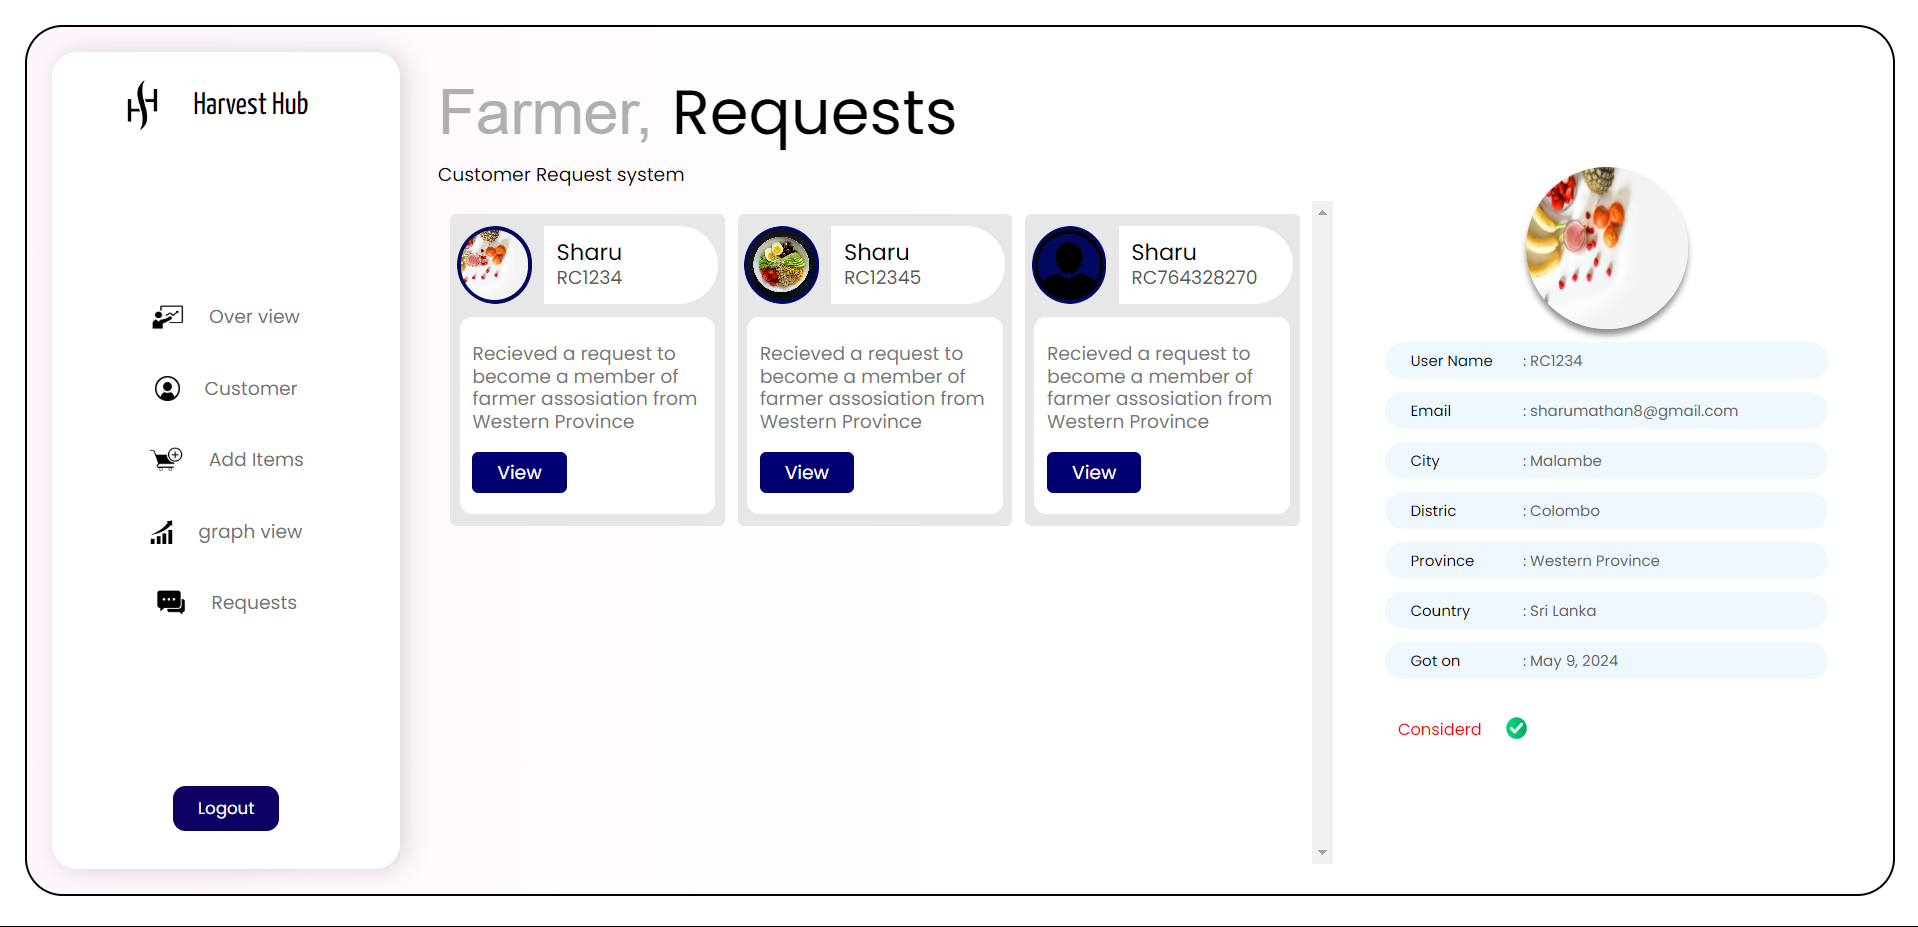 Harvest Hub
Over view
Customer
Add Items
graph view
Requests
Logout
Farmer, Requests
Customer Request system
Sharu
RC1234
Recieved a request to
become a member of
farmer assosiation from
Western Province
View
Sharu
RC12345
Recieved a request to
become a member of
farmer assosiation from
Western Province
View
Sharu
RC764328270
Recieved a request to
become a member of
farmer assosiation from
Western Province
View
User Name : RC1234
Email : sharumathan8@gmail.com
City : Malambe
Distric : Colombo
Province : Western Province
Country : Sri Lanka
Got on : May 9, 2024
Considerd